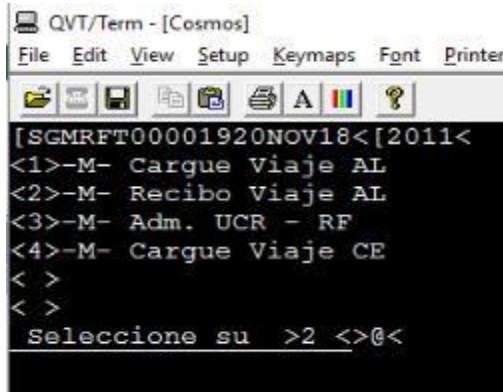 QVT/Term - [Cosmos]
File Edit View Setup Keymaps Font Printer
A ?
[SGMRFT00001920NOV18<[2011<
<1>-M- Cargue Viaje AL
<2>-M- Recibo Viaje AL
<3>-M- Adm. UCR - RF
<4>-M- Cargue Viaje CE
< >
< >
Seleccione su >2 <>@<